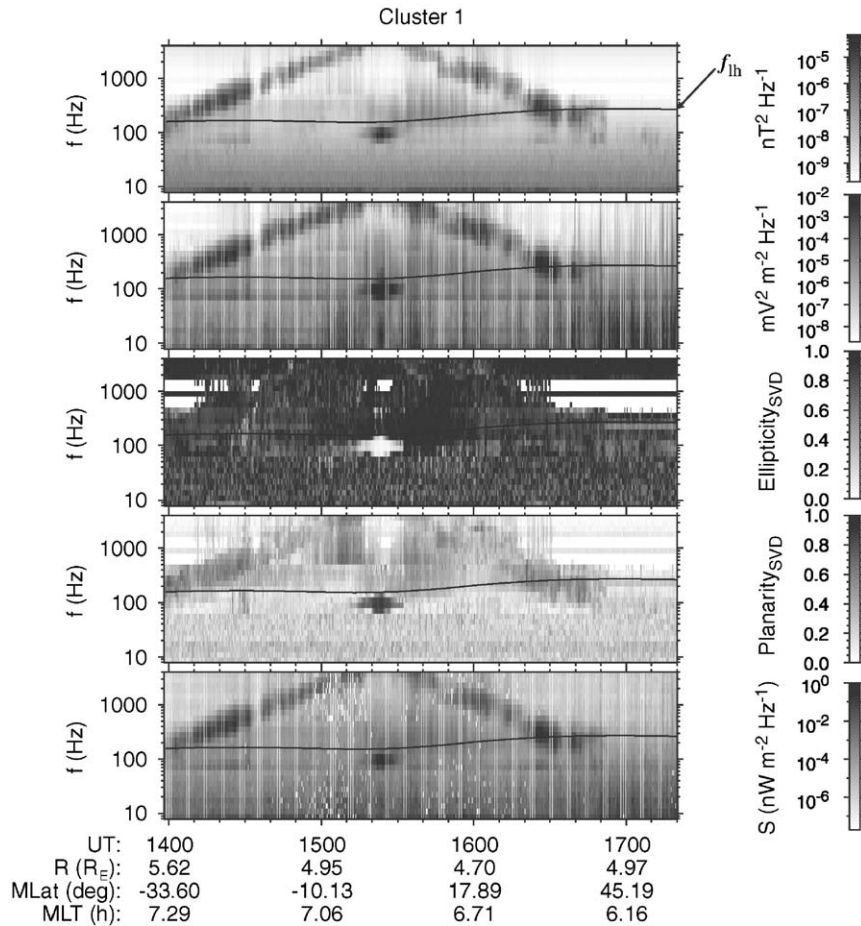 Cluster 1
f (Hz)
1000
100
10
f_lh
10^-5
10^-6
10^-7
10^-8
10^-9
nT^2 Hz^-1
f (Hz)
1000
100
10
10^-2
10^-3
10^-4
10^-5
10^-6
10^-7
10^-8
mV^2 m^-2 Hz^-1
f (Hz)
1000
100
10
1.0
0.8
0.6
0.4
0.2
0.0
Ellipticity_SVD
f (Hz)
1000
100
10
1.0
0.8
0.6
0.4
0.2
0.0
Planarity_SVD
f (Hz)
1000
100
10
10^0
10^-2
10^-4
10^-6
S (nW m^-2 Hz^-1)
UT: 1400 1500 1600 1700
R (R_E): 5.62 4.95 4.70 4.97
MLat (deg): -33.60 -10.13 17.89 45.19
MLT (h): 7.29 7.06 6.71 6.16